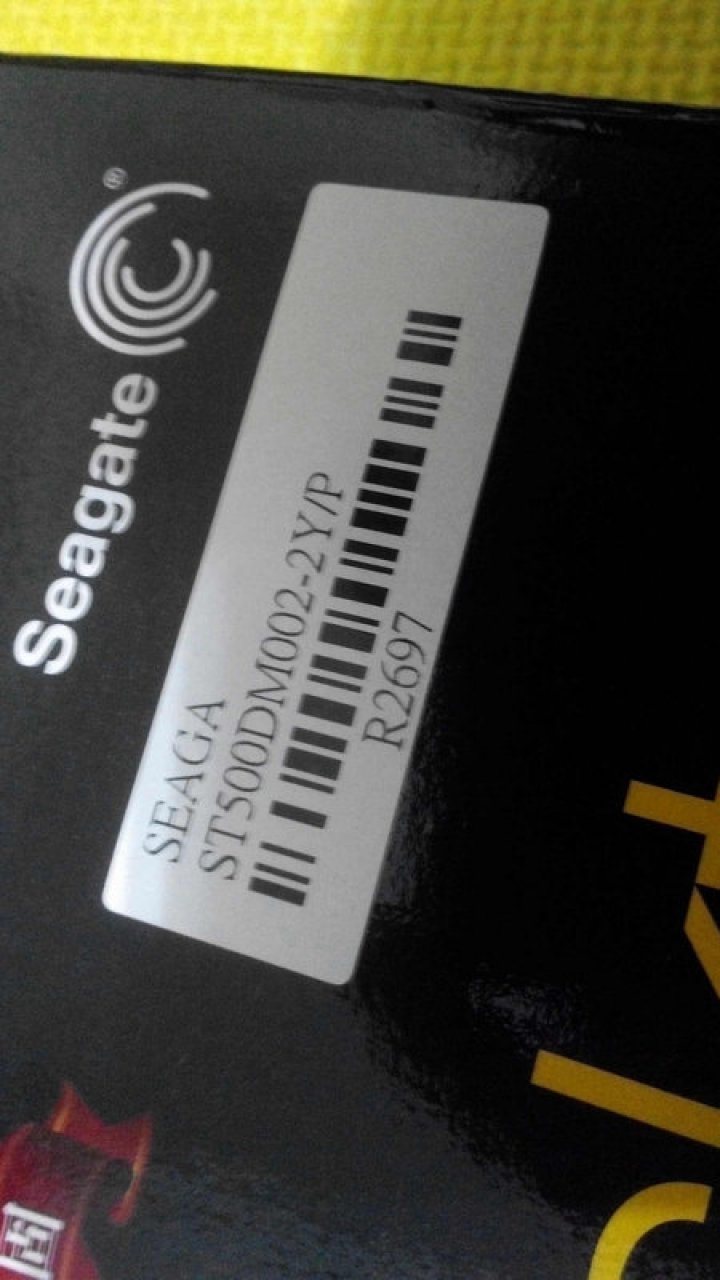 Seagate ®
SEAGA
ST500DM002-2Y/P
R2697